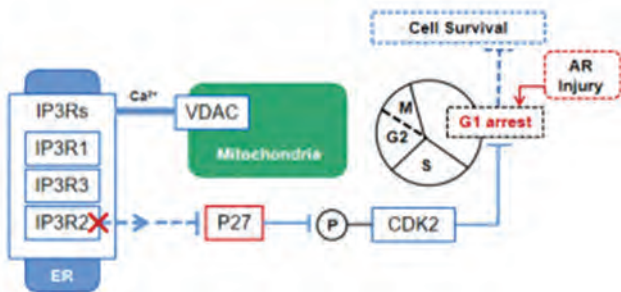 Cell Survival
AR
Injury
IP3Rs
Ca²⁺
VDAC
M
G1 arrest
IP3R1
G2
Mitochondria
S
IP3R3
IP3R2
P27
P
CDK2
ER